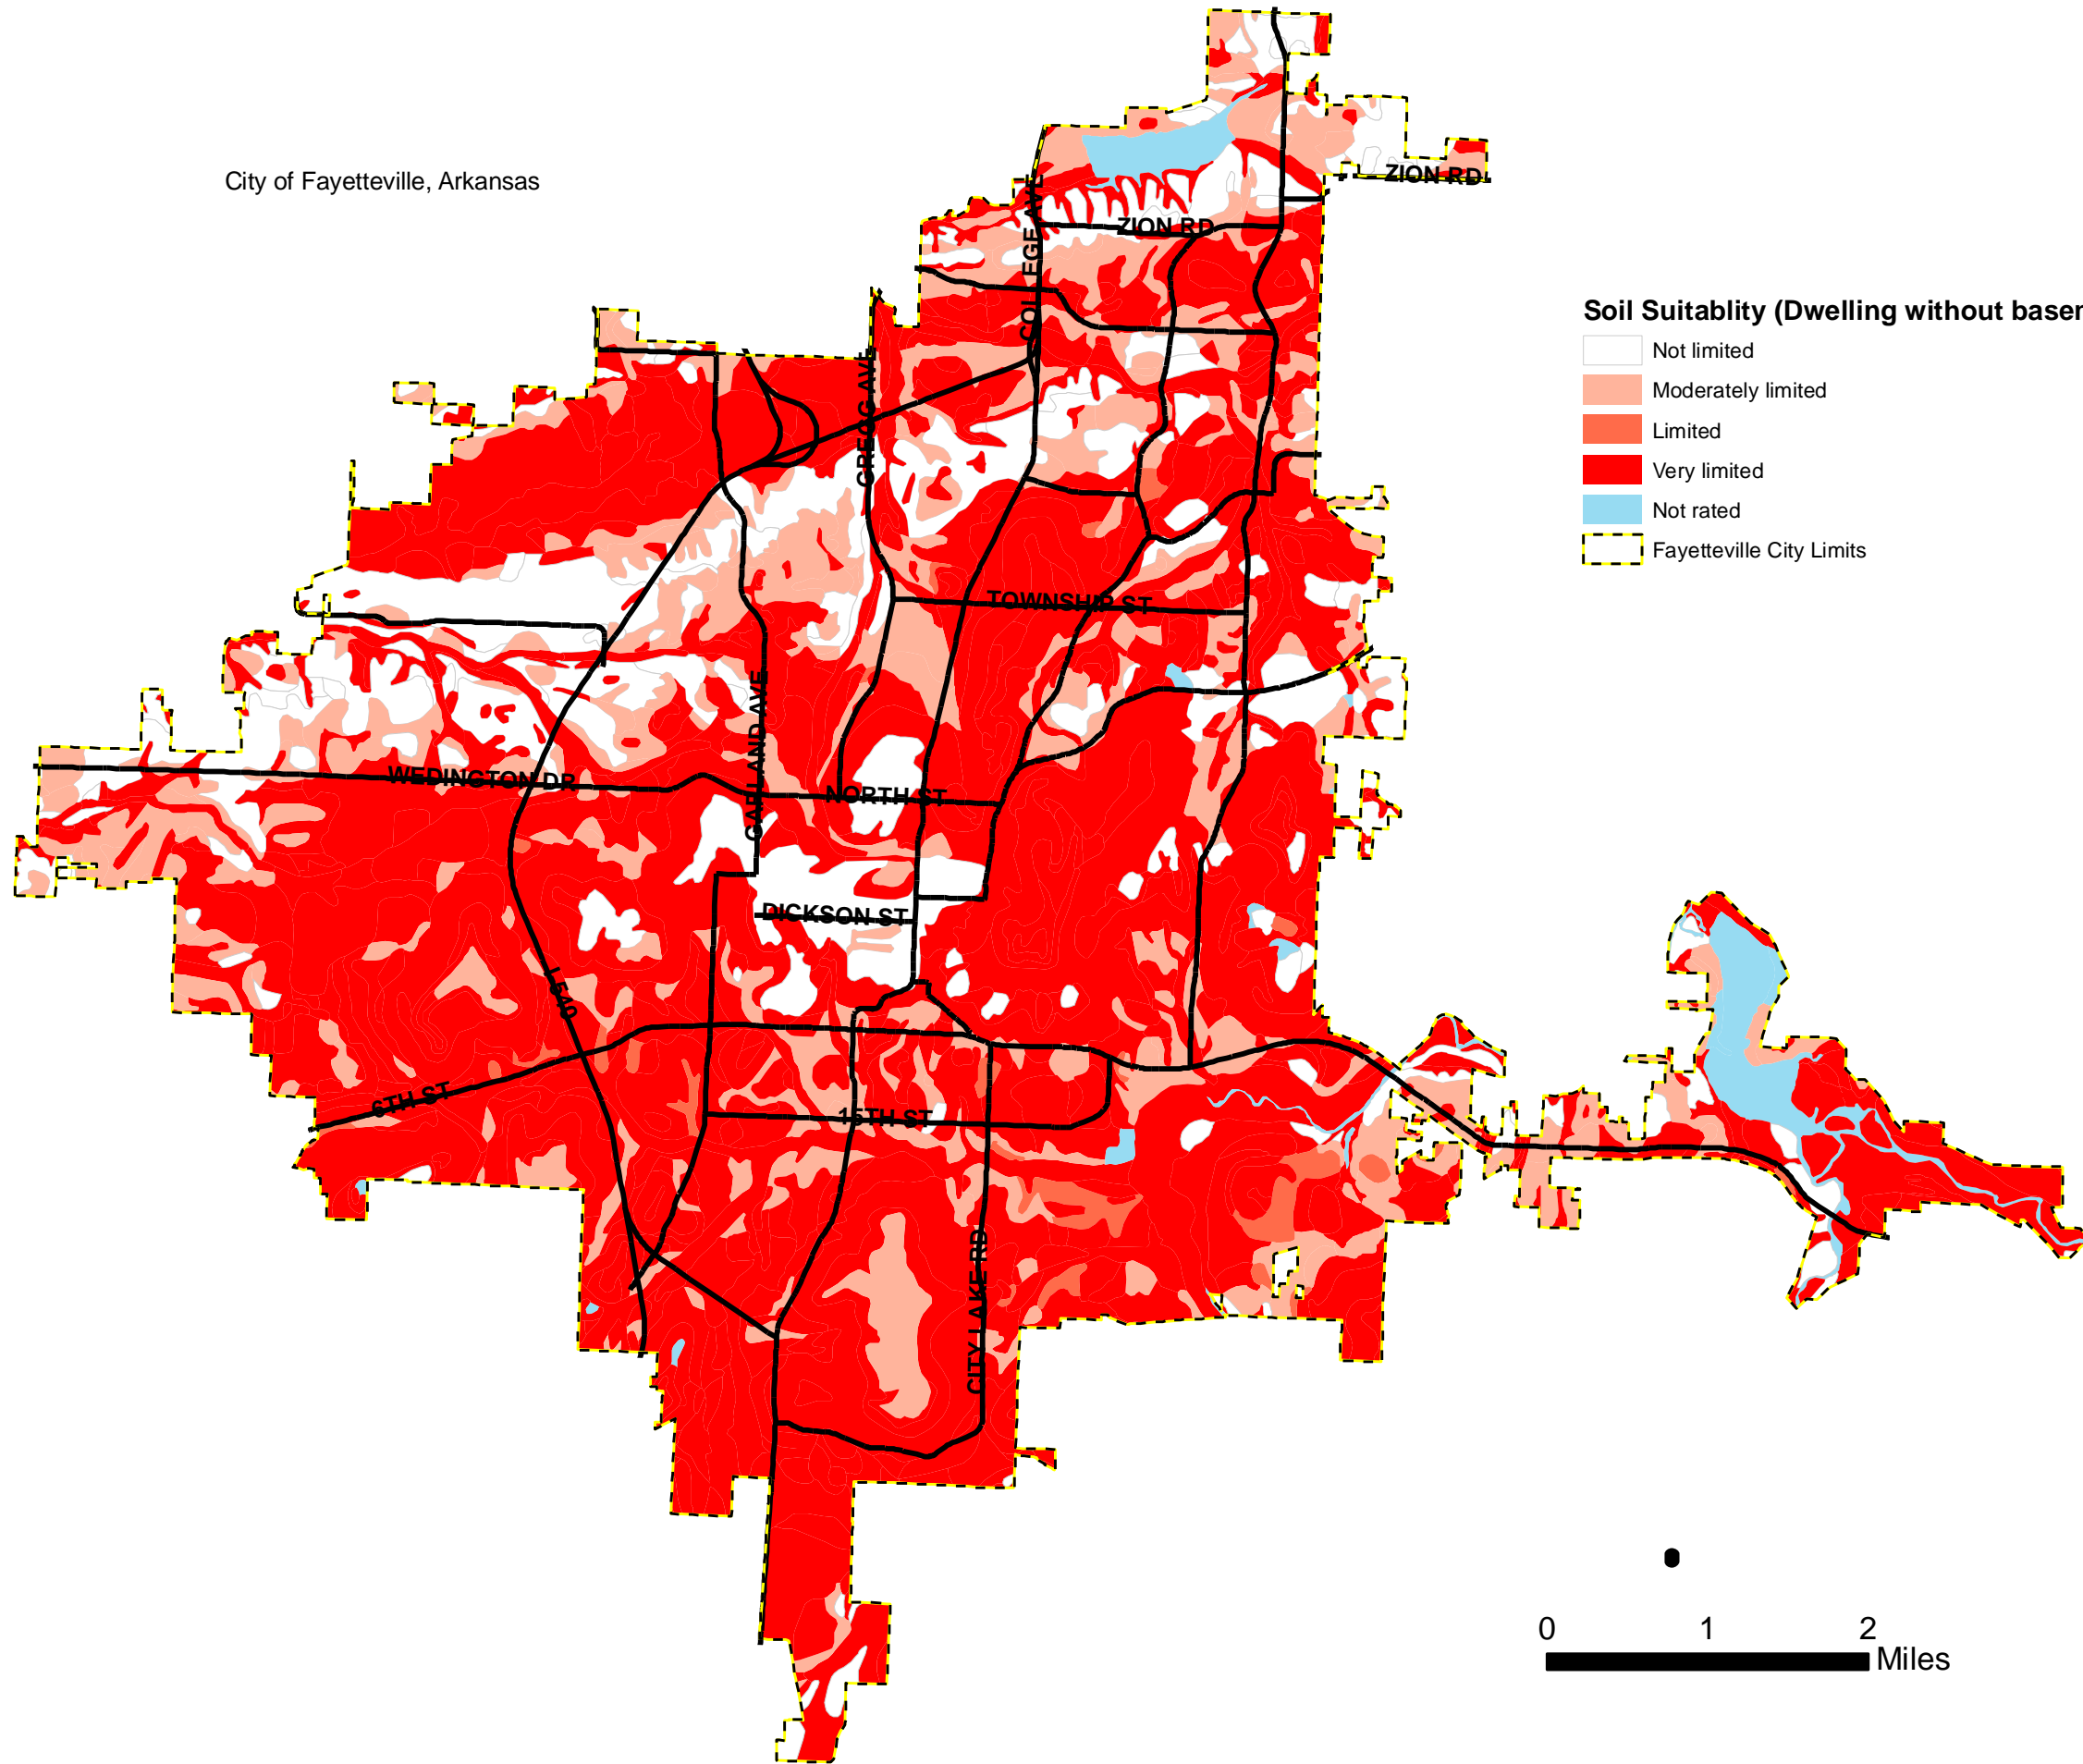 City of Fayetteville, Arkansas
ZION RD
ZION RD
COLLEGE AVE
Soil Suitablity (Dwelling without basem
Not limited
Moderately limited
Limited
Very limited
Not rated
Fayetteville City Limits
GREGG AVE
TOWNSHIP ST
GARLAND AVE
WEDINGTON DR
NORTH ST
DICKSON ST
I 540
6TH ST
15TH ST
CITY LAKE RD
0 1 2
Miles